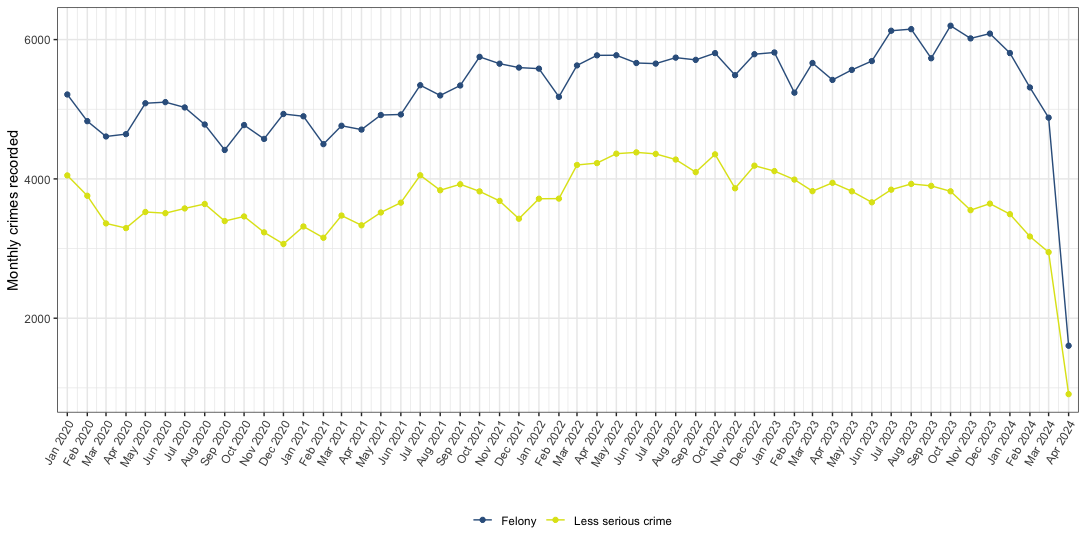 Monthly crimes recorded
6000
4000
2000
Jan 2020
Feb 2020
Mar 2020
Apr 2020
May 2020
Jun 2020
Jul 2020
Aug 2020
Sep 2020
Oct 2020
Nov 2020
Dec 2020
Jan 2021
Feb 2021
Mar 2021
Apr 2021
May 2021
Jun 2021
Jul 2021
Aug 2021
Sep 2021
Oct 2021
Nov 2021
Dec 2021
Jan 2022
Feb 2022
Mar 2022
Apr 2022
May 2022
Jun 2022
Jul 2022
Aug 2022
Sep 2022
Oct 2022
Nov 2022
Dec 2022
Jan 2023
Feb 2023
Mar 2023
Apr 2023
May 2023
Jun 2023
Jul 2023
Aug 2023
Sep 2023
Oct 2023
Nov 2023
Dec 2023
Jan 2024
Feb 2024
Mar 2024
Apr 2024
Felony
Less serious crime